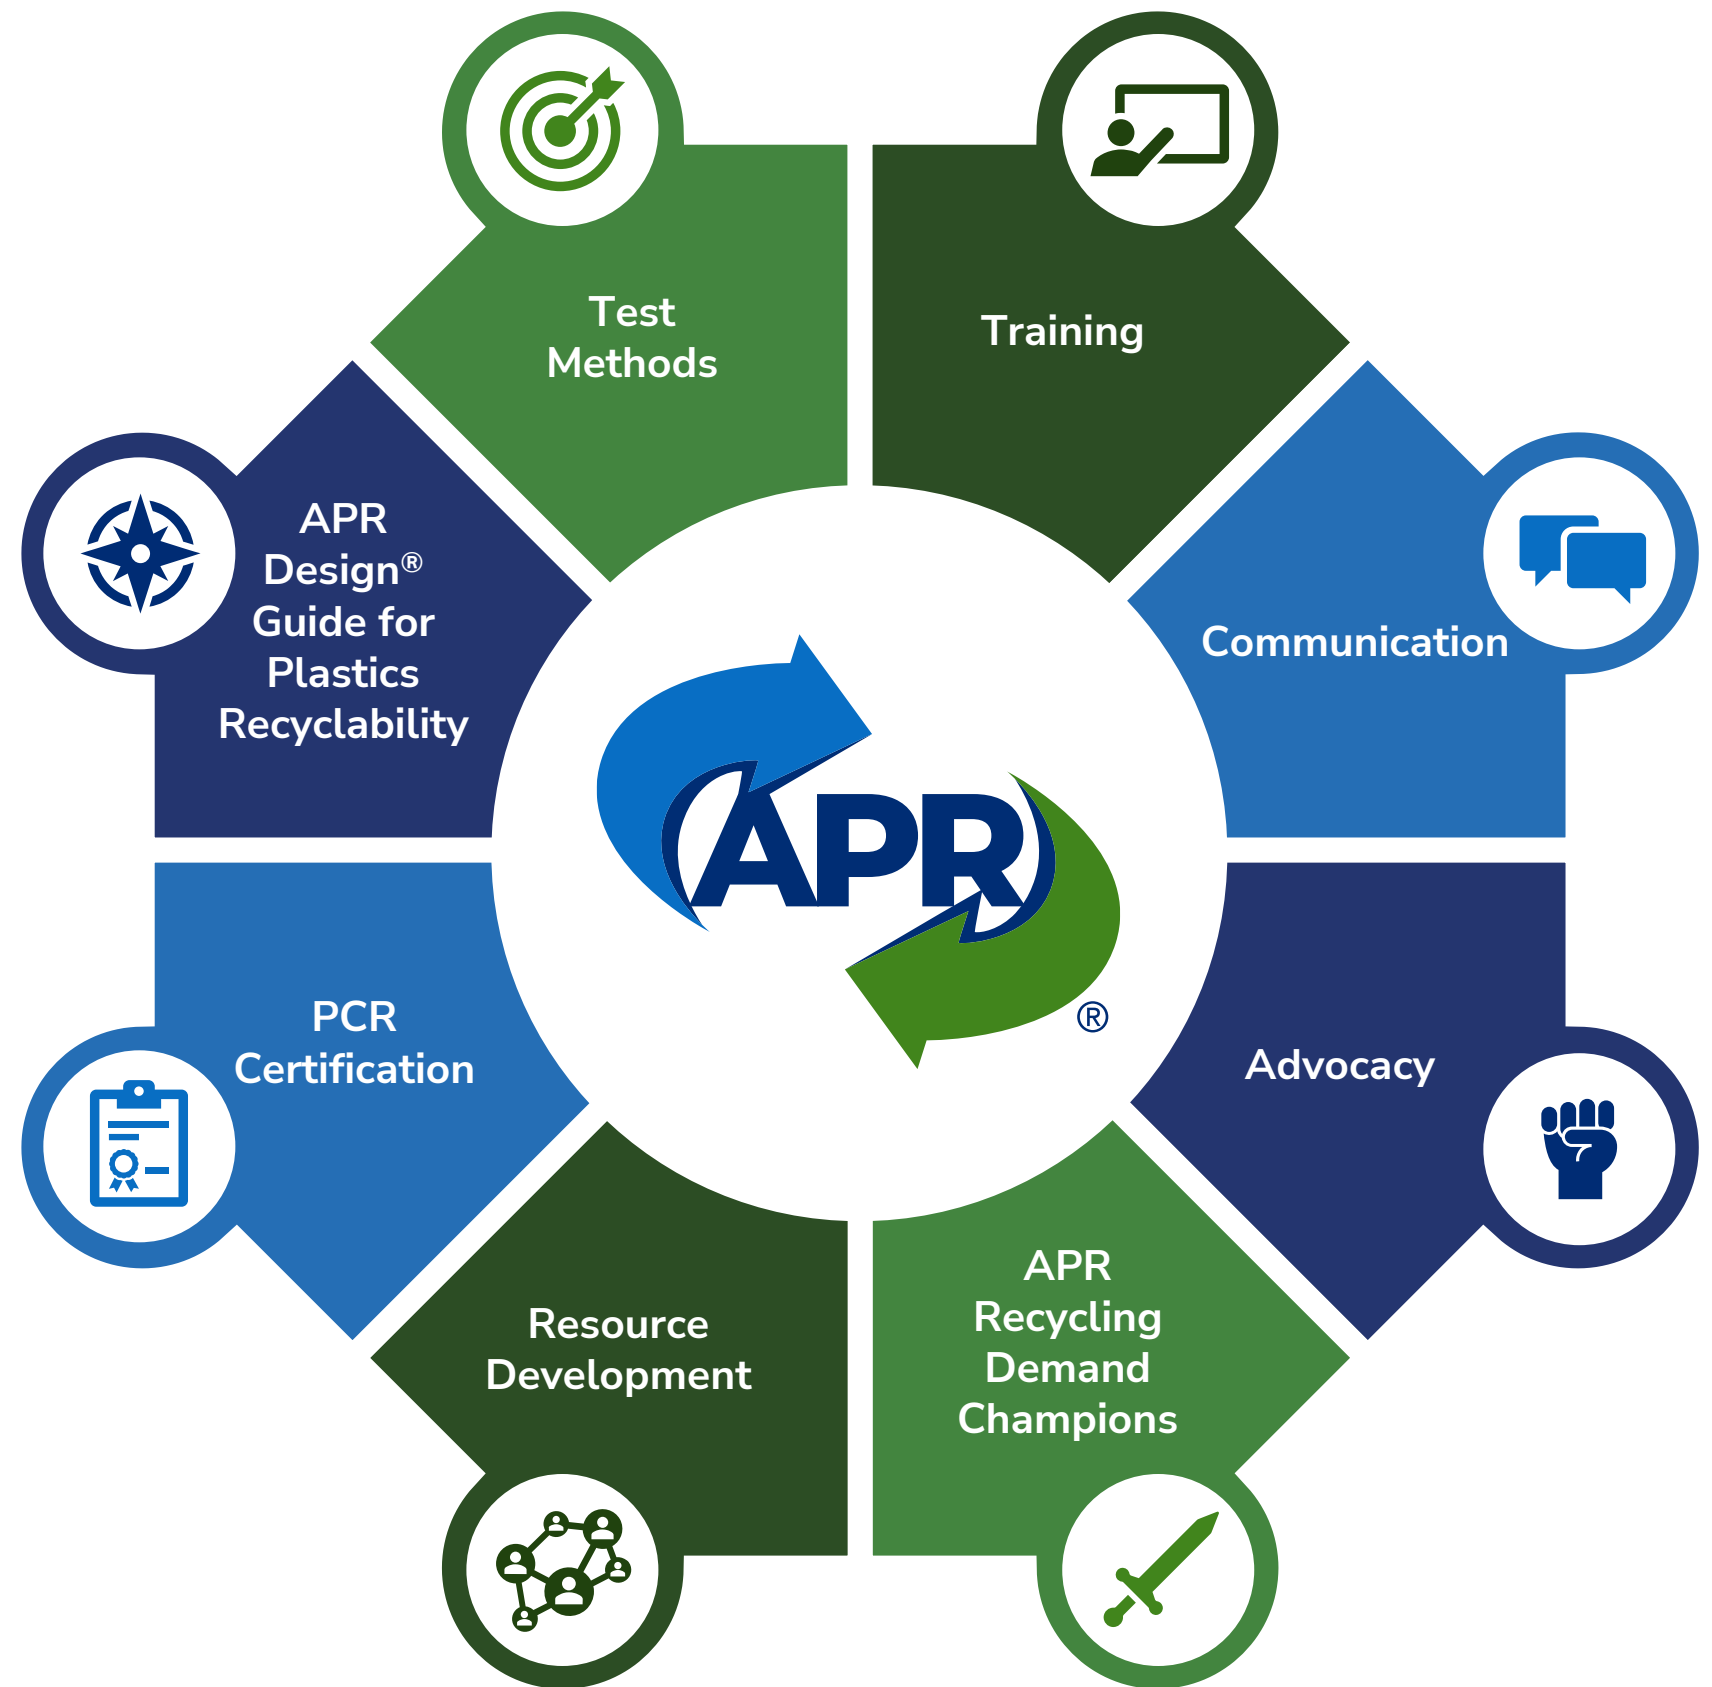 Test
Methods
Training
Communication
Advocacy
APR
Recycling
Demand
Champions
Resource
Development
PCR
Certification
APR
Design®
Guide for
Plastics
Recyclability
APR
®